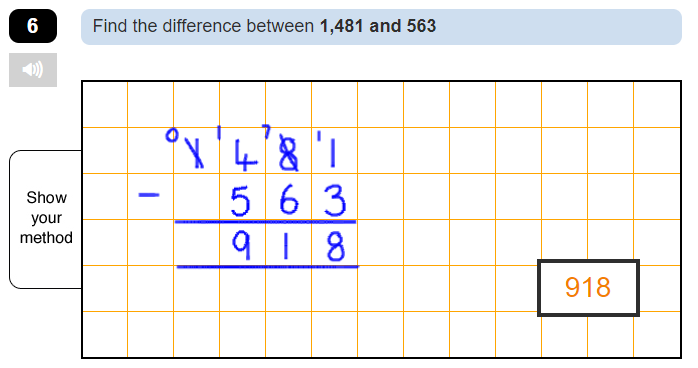 6
Find the difference between 1,481 and 563
Show
your
method
0 1 1 4 7 8 1 1
- 5 6 3
9 1 8
918